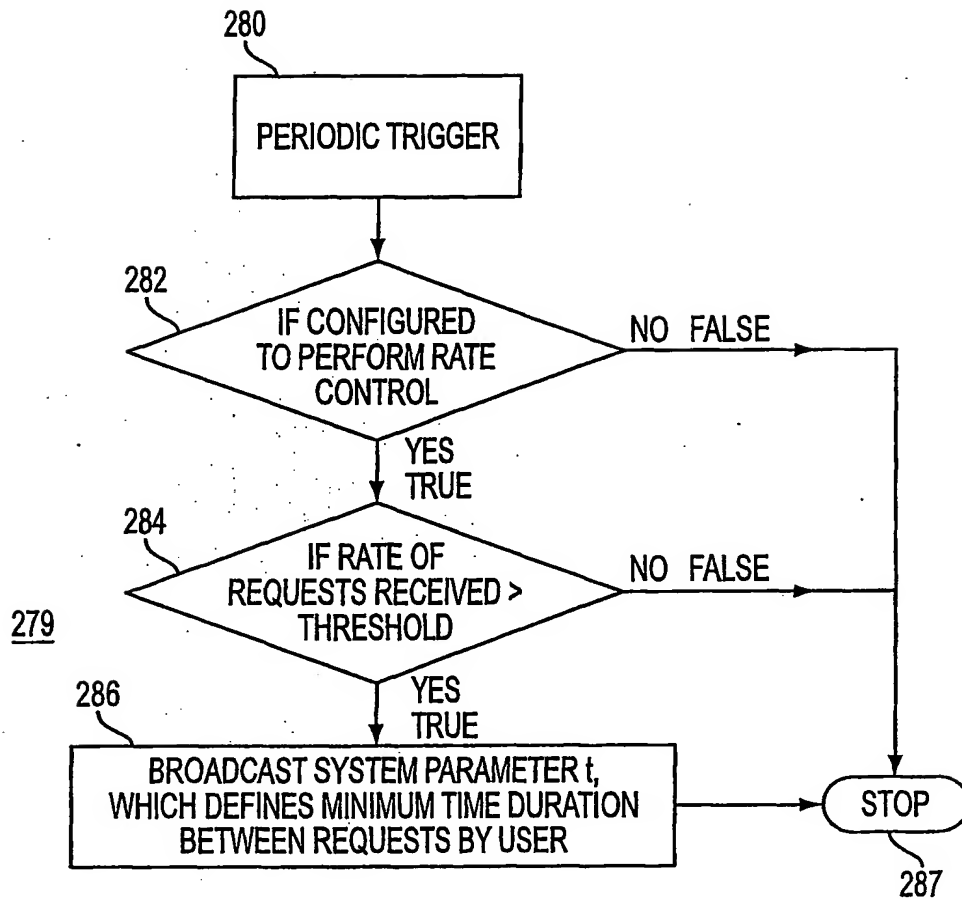 280
PERIODIC TRIGGER
282
IF CONFIGURED
TO PERFORM RATE
CONTROL
NO FALSE
YES
TRUE
284
IF RATE OF
REQUESTS RECEIVED >
THRESHOLD
NO FALSE
279
YES
TRUE
286
BROADCAST SYSTEM PARAMETER t,
WHICH DEFINES MINIMUM TIME DURATION
BETWEEN REQUESTS BY USER
STOP
287